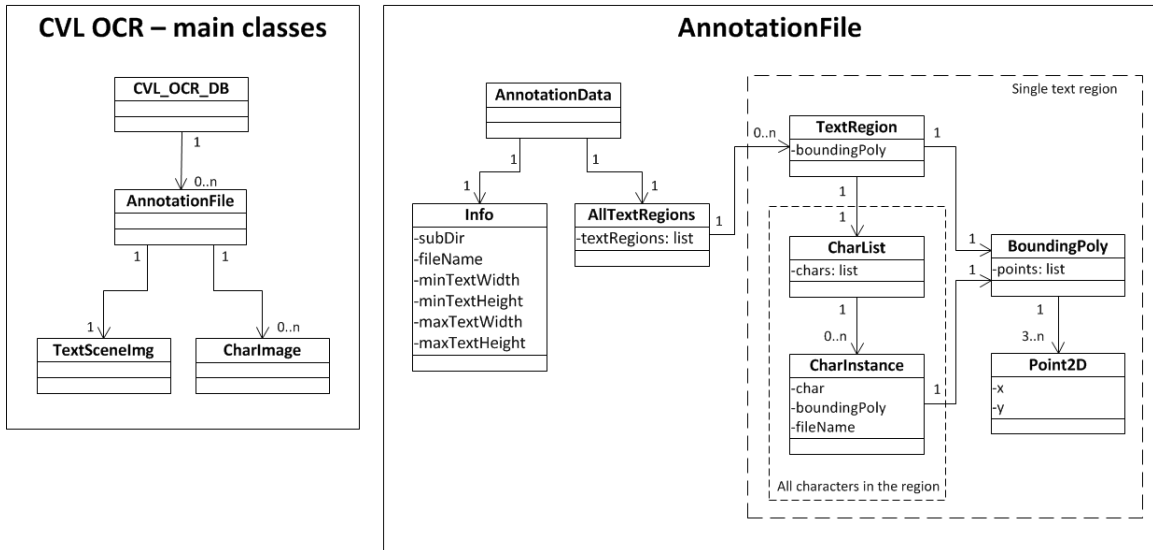 CVL OCR – main classes
CVL_OCR_DB
1
0..n
AnnotationFile
1
1
1
0..n
TextSceneImg
CharImage
AnnotationFile
AnnotationData
1
1
1
1
Info
-subDir
-fileName
-minTextWidth
-minTextHeight
-maxTextWidth
-maxTextHeight
AllTextRegions
-textRegions: list
1
0..n
Single text region
TextRegion
-boundingPoly
1
1
1
1
CharList
-chars: list
1
0..n
CharInstance
-char
-boundingPoly
-fileName
1
1
All characters in the region
BoundingPoly
-points: list
1
3..n
Point2D
-x
-y